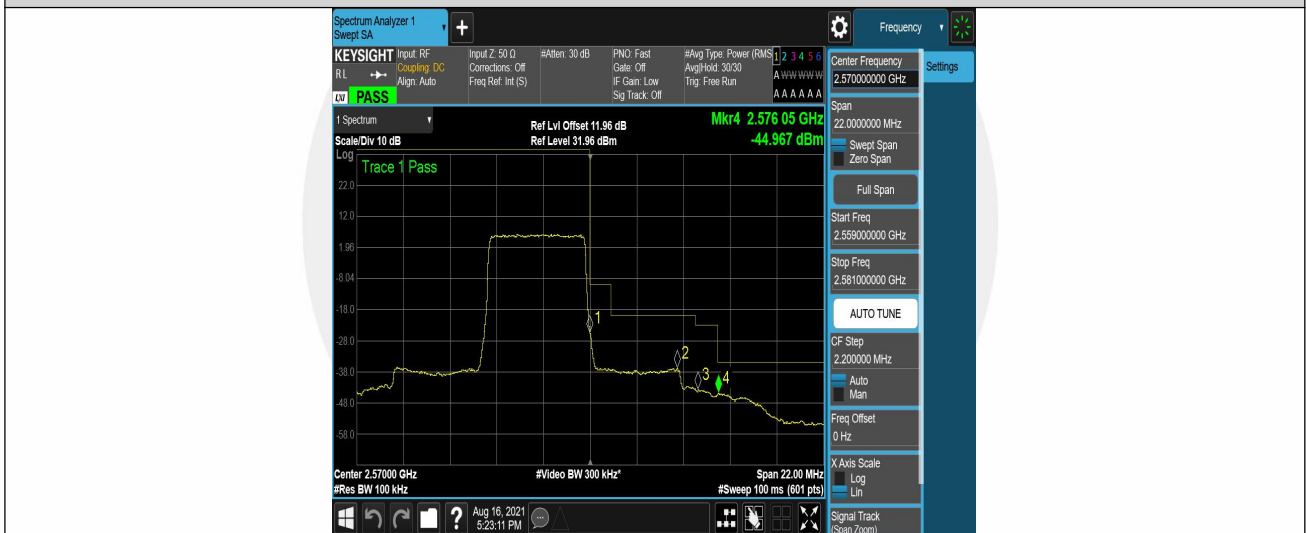 Spectrum Analyzer 1
Swept SA
+
Frequency
KEYSIGHT
RL
LXI PASS
Input: RF
Coupling: DC
Align: Auto
Input Z: 50 Ω
Corrections: Off
Freq Ref: Int (S)
#Atten: 30 dB
PNO: Fast
Gate: Off
IF Gain: Low
Sig Track: Off
#Avg Type: Power (RMS
Avg|Hold: 30/30
Trig: Free Run
1 2 3 4 5 6
A W W W W W
A A A A A A
1 Spectrum
Scale/Div 10 dB
Ref Lvl Offset 11.96 dB
Ref Level 31.96 dBm
Mkr4 2.576 05 GHz
-44.967 dBm
Log
Trace 1 Pass
22.0
12.0
1.96
-8.04
-18.0
-28.0
-38.0
-48.0
-58.0
1
2
3
4
Center 2.57000 GHz
#Res BW 100 kHz
#Video BW 300 kHz*
Span 22.00 MHz
#Sweep 100 ms (601 pts)
?
Aug 16, 2021
5:23:11 PM
Center Frequency
2.570000000 GHz
Settings
Span
22.0000000 MHz
Swept Span
Zero Span
Full Span
Start Freq
2.559000000 GHz
Stop Freq
2.581000000 GHz
AUTO TUNE
CF Step
2.200000 MHz
Auto
Man
Freq Offset
0 Hz
X Axis Scale
Log
Lin
Signal Track
(Span Zoom)